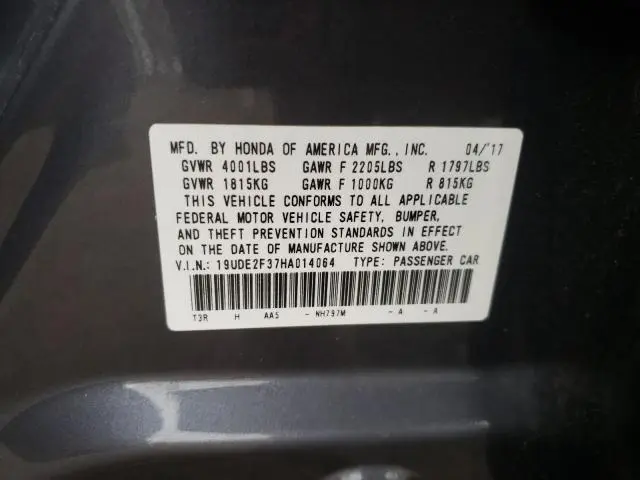 MFD. BY HONDA OF AMERICA MFG., INC. 04/'17
GVWR 4001LBS GAWR F 2205LBS R 1797LBS
GVWR 1815KG GAWR F 1000KG R 815KG
THIS VEHICLE CONFORMS TO ALL APPLICABLE
FEDERAL MOTOR VEHICLE SAFETY, BUMPER,
AND THEFT PREVENTION STANDARDS IN EFFECT
ON THE DATE OF MANUFACTURE SHOWN ABOVE.
V.I.N.: 19UDE2F37HA014064 TYPE: PASSENGER CAR
T3R H AA5 - NH797M - A - A